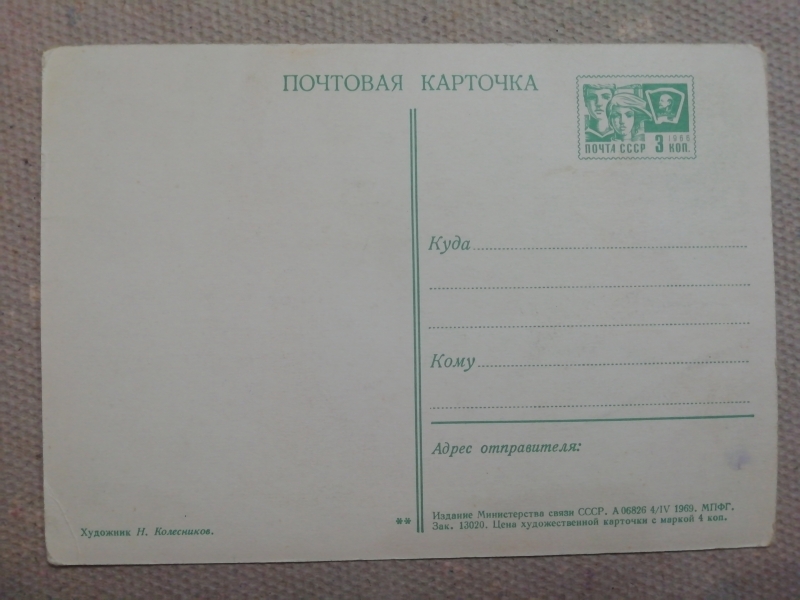 ПОЧТОВАЯ КАРТОЧКА
1966
ПОЧТА СССР 3 КОП.
Куда
Кому
Адрес отправителя:
Издание Министерства связи СССР. А 06826 4/IV 1969. МПФГ.
Зак. 13020. Цена художественной карточки с маркой 4 коп.
**
Художник Н. Колесников.